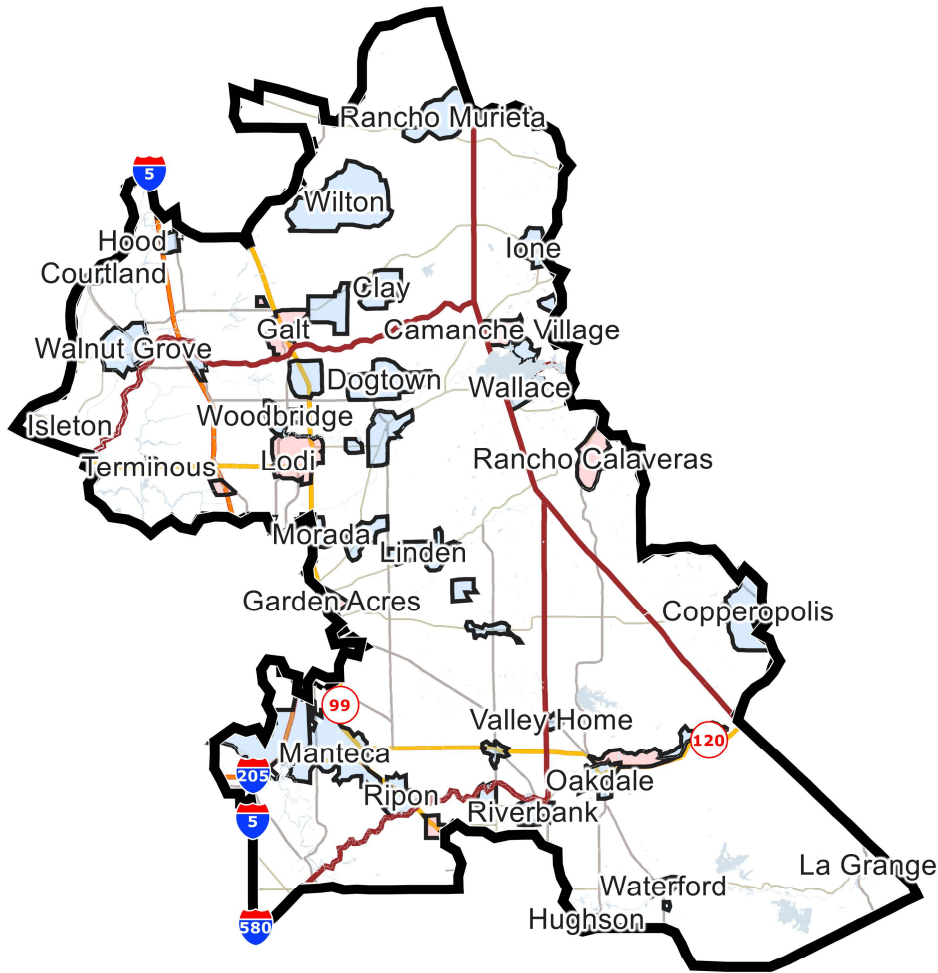 Rancho Murieta
5
Wilton
Hood
Ione
Courtland
Clay
Galt
Camanche Village
Walnut Grove
Dogtown
Wallace
Woodbridge
Isleton
Terminous
Lodi
Rancho Calaveras
Morada
Linden
Garden Acres
Copperopolis
99
Valley Home
120
Manteca
205
Oakdale
Ripon
Riverbank
5
La Grange
Waterford
Hughson
580